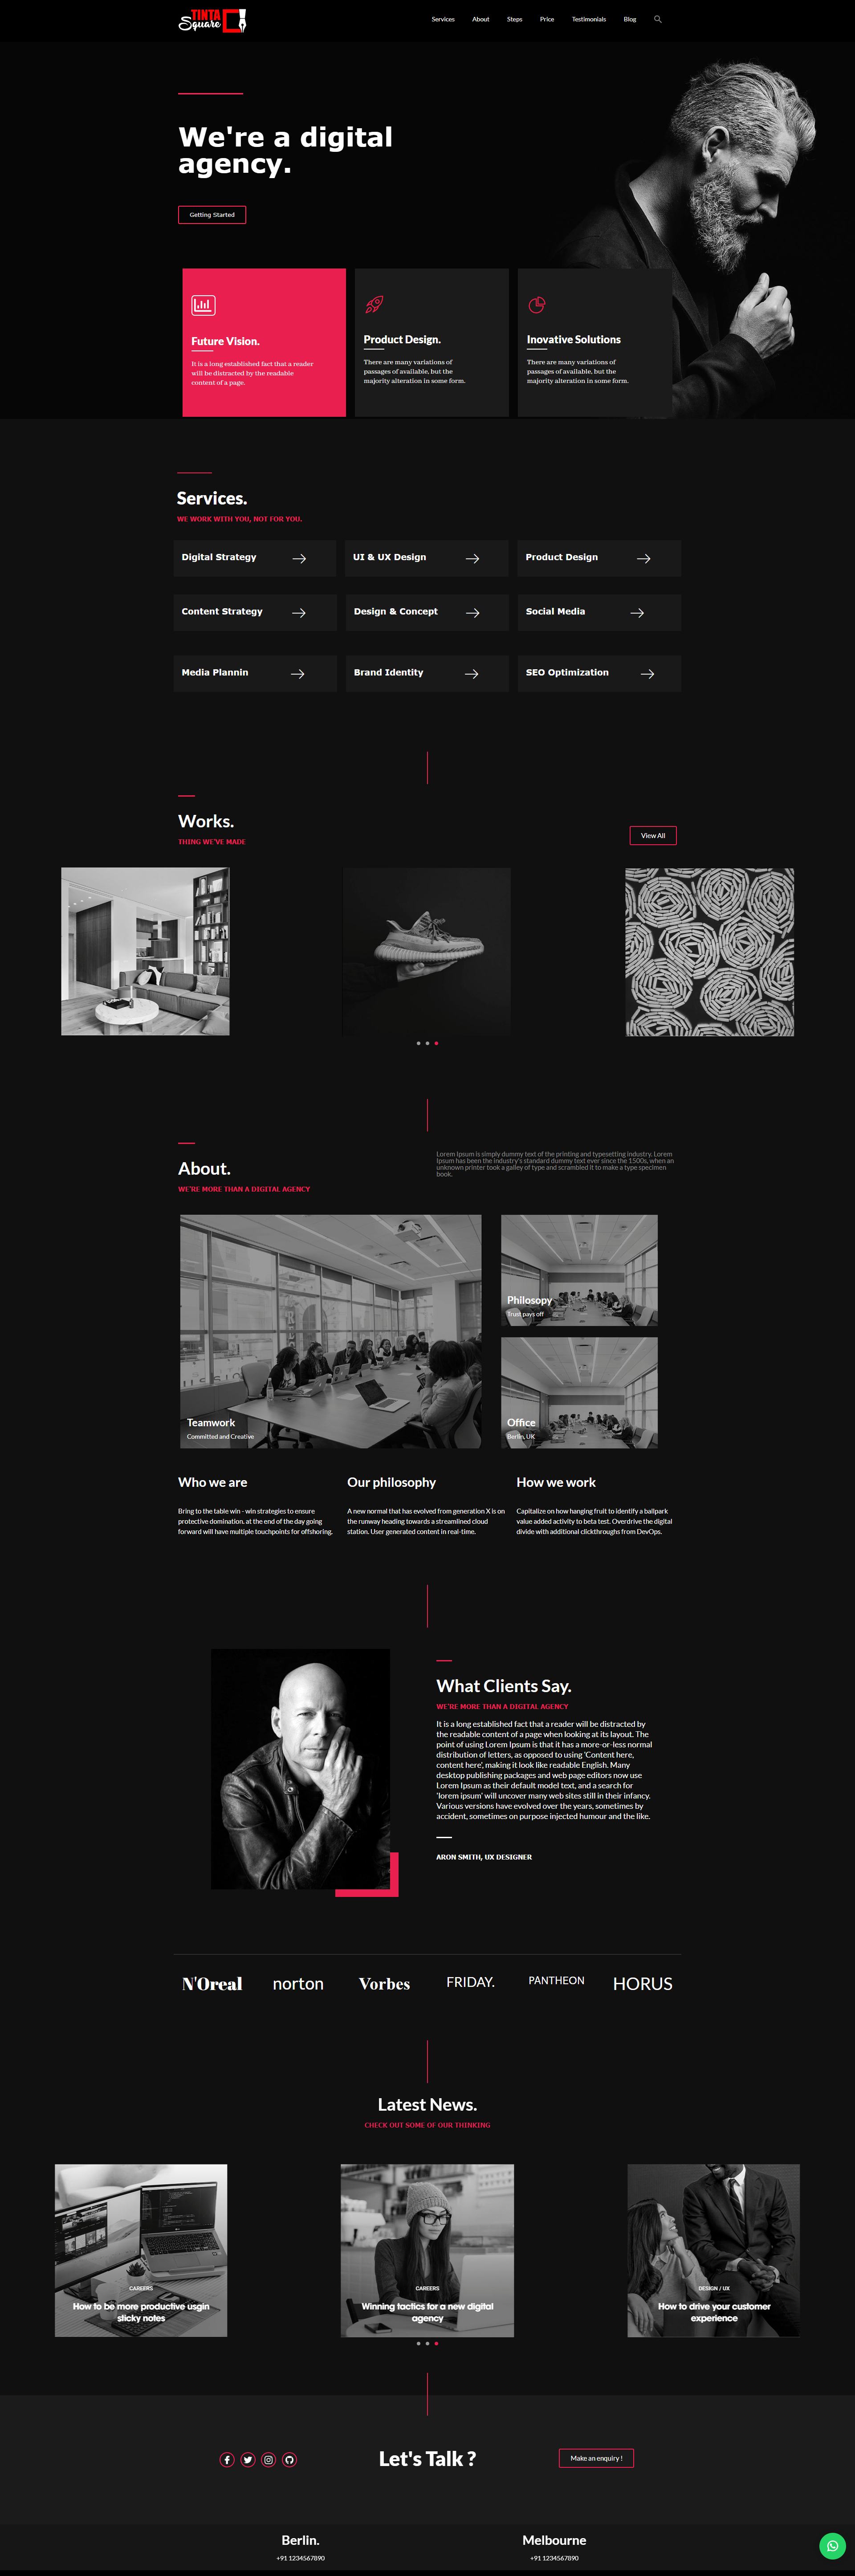 TINTA
Square
Services About Steps Price Testimonials Blog
We're a digital
agency.
Getting Started
Future Vision.
It is a long established fact that a reader
will be distracted by the readable
content of a page.
Product Design.
There are many variations of
passages of available, but the
majority alteration in some form.
Inovative Solutions
There are many variations of
passages of available, but the
majority alteration in some form.
Services.
WE WORK WITH YOU, NOT FOR YOU.
Digital Strategy
UI & UX Design
Product Design
Content Strategy
Design & Concept
Social Media
Media Plannin
Brand Identity
SEO Optimization
Works.
THING WE'VE MADE
View All
About.
WE'RE MORE THAN A DIGITAL AGENCY
Lorem Ipsum is simply dummy text of the printing and typesetting industry. Lorem
Ipsum has been the industry's standard dummy text ever since the 1500s, when an
unknown printer took a galley of type and scrambled it to make a type specimen
book.
Teamwork
Committed and Creative
Philosopy
Trust pays off
Office
Berlin, UK
Who we are
Bring to the table win - win strategies to ensure
protective domination. at the end of the day going
forward will have multiple touchpoints for offshoring.
Our philosophy
A new normal that has evolved from generation X is on
the runway heading towards a streamlined cloud
station. User generated content in real-time.
How we work
Capitalize on how hanging fruit to identify a ballpark
value added activity to beta test. Overdrive the digital
divide with additional clickthroughs from DevOps.
What Clients Say.
WE'RE MORE THAN A DIGITAL AGENCY
It is a long established fact that a reader will be distracted by
the readable content of a page when looking at its layout. The
point of using Lorem Ipsum is that it has a more-or-less normal
distribution of letters, as opposed to using 'Content here,
content here', making it look like readable English. Many
desktop publishing packages and web page editors now use
Lorem Ipsum as their default model text, and a search for
'lorem ipsum' will uncover many web sites still in their infancy.
Various versions have evolved over the years, sometimes by
accident, sometimes on purpose injected humour and the like.
ARON SMITH, UX DESIGNER
N'Oreal norton Vorbes FRIDAY. PANTHEON HORUS
Latest News.
CHECK OUT SOME OF OUR THINKING
CAREERS
How to be more productive usgin
sticky notes
CAREERS
Winning tactics for a new digital
agency
DESIGN / UX
How to drive your customer
experience
Let's Talk ?
Make an enquiry !
Berlin.
+91 1234567890
Melbourne
+91 1234567890